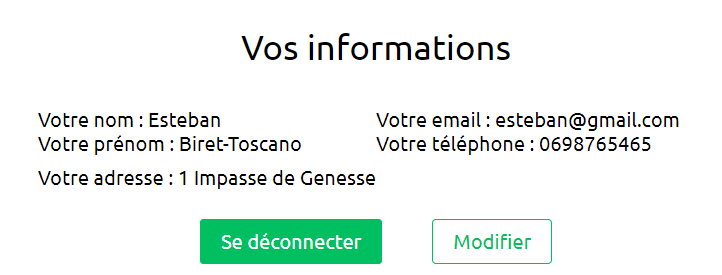 Vos informations
Votre nom : Esteban
Votre prénom : Biret-Toscano
Votre email : esteban@gmail.com
Votre téléphone : 0698765465
Votre adresse : 1 Impasse de Genesse
Se déconnecter
Modifier